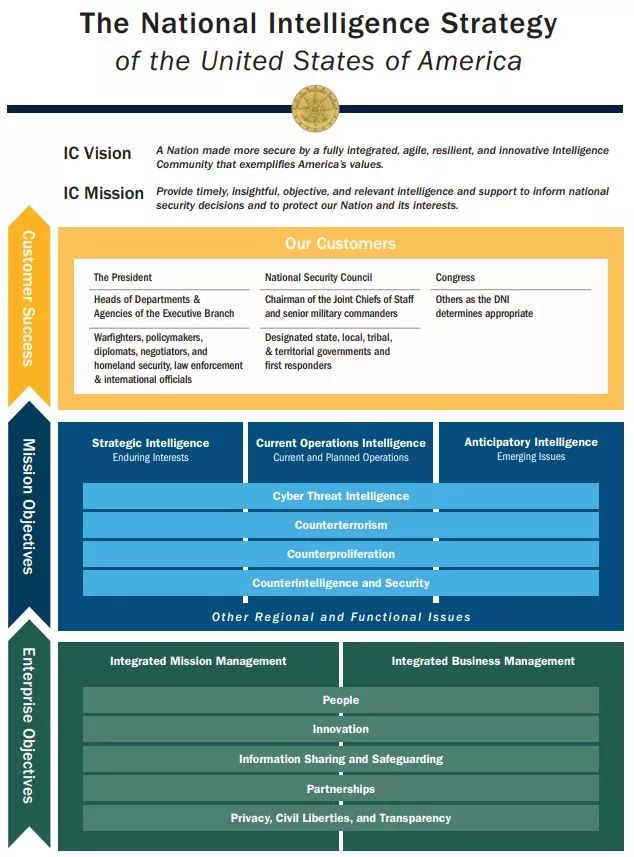 The National Intelligence Strategy
of the United States of America
IC Vision
A Nation made more secure by a fully integrated, agile, resilient, and innovative Intelligence
Community that exemplifies America's values.
IC Mission
Provide timely, insightful, objective, and relevant intelligence and support to inform national
security decisions and to protect our Nation and its interests.
Customer Success
Our Customers
The President
National Security Council
Congress
Heads of Departments &
Agencies of the Executive Branch
Chairman of the Joint Chiefs of Staff
and senior military commanders
Others as the DNI
determines appropriate
Warfighters, policymakers,
diplomats, negotiators, and
homeland security, law enforcement
& international officials
Designated state, local, tribal,
& territorial governments and
first responders
Mission Objectives
Strategic Intelligence
Enduring Interests
Current Operations Intelligence
Current and Planned Operations
Anticipatory Intelligence
Emerging Issues
Cyber Threat Intelligence
Counterterrorism
Counterproliferation
Counterintelligence and Security
Other Regional and Functional Issues
Enterprise Objectives
Integrated Mission Management
Integrated Business Management
People
Innovation
Information Sharing and Safeguarding
Partnerships
Privacy, Civil Liberties, and Transparency